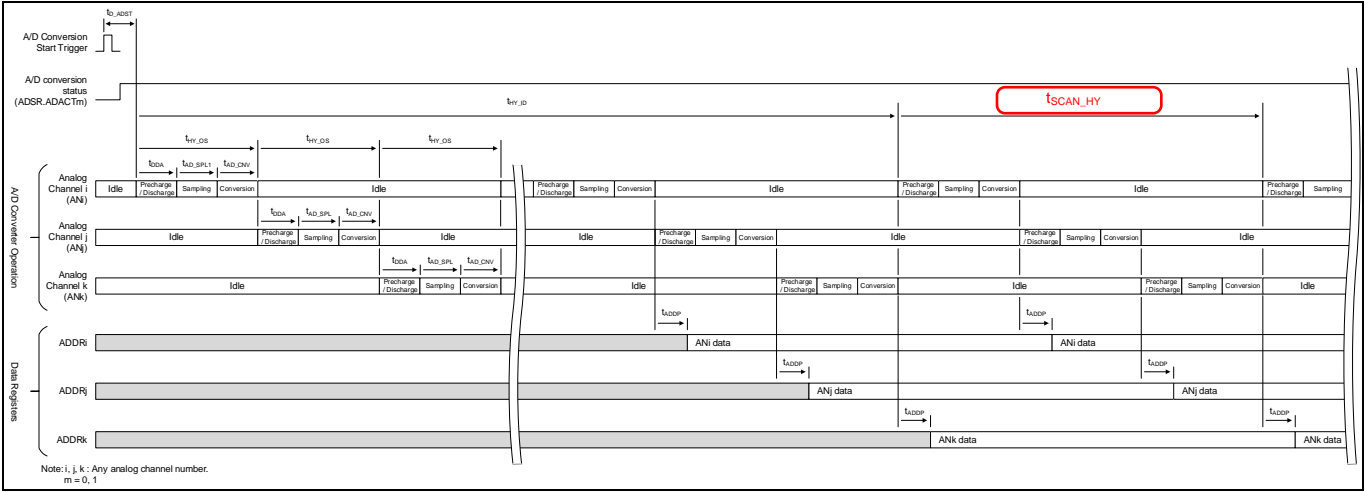 tD_ADST
A/D Conversion
Start Trigger
A/D conversion
status
(ADSR.ADACTm)
tHY_ID
tSCAN_HY
tHY_OS tHY_OS tHY_OS
tDDA tAD_SPL1 tAD_CNV
A/D Converter Operation
Analog
Channel i
(ANi)
Idle Precharge / Discharge Sampling Conversion Idle Precharge / Discharge Sampling Conversion Idle Precharge / Discharge Sampling Conversion Idle Precharge / Discharge Sampling
tDDA tAD_SPL tAD_CNV
Analog
Channel j
(ANj)
Idle Precharge / Discharge Sampling Conversion Idle Idle Precharge / Discharge Sampling Conversion Idle Precharge / Discharge Sampling Conversion Idle
tDDA tAD_SPL tAD_CNV
Analog
Channel k
(ANk)
Idle Precharge / Discharge Sampling Conversion Idle Precharge / Discharge Sampling Conversion Idle Precharge / Discharge Sampling Conversion Idle
Data Registers
tADDP tADDP
ADDRi ANi data ANi data
tADDP tADDP
ADDRj ANj data ANj data
tADDP tADDP
ADDRk ANk data ANk data
Note: i, j, k : Any analog channel number.
m = 0, 1